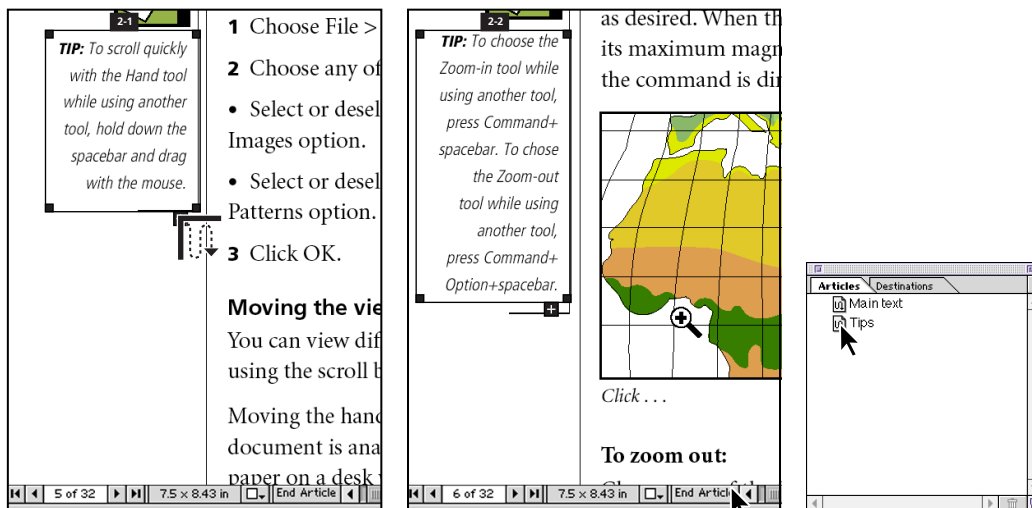 2-1
TIP: To scroll quickly
with the Hand tool
while using another
tool, hold down the
spacebar and drag
with the mouse.
1 Choose File >
2 Choose any of
• Select or desel
Images option.
• Select or desel
Patterns option.
3 Click OK.
Moving the vie
You can view dif
using the scroll b
Moving the hand
document is ana
paper on a desk
5 of 32
7.5 x 8.43 in
End Article
2-2
TIP: To choose the
Zoom-in tool while
using another tool,
press Command+
spacebar. To chose
the Zoom-out
tool while using
another tool,
press Command+
Option+spacebar.
as desired. When th
its maximum magn
the command is dir
Click . . .
To zoom out:
6 of 32
7.5 x 8.43 in
End Article
Articles
Destinations
Main text
Tips